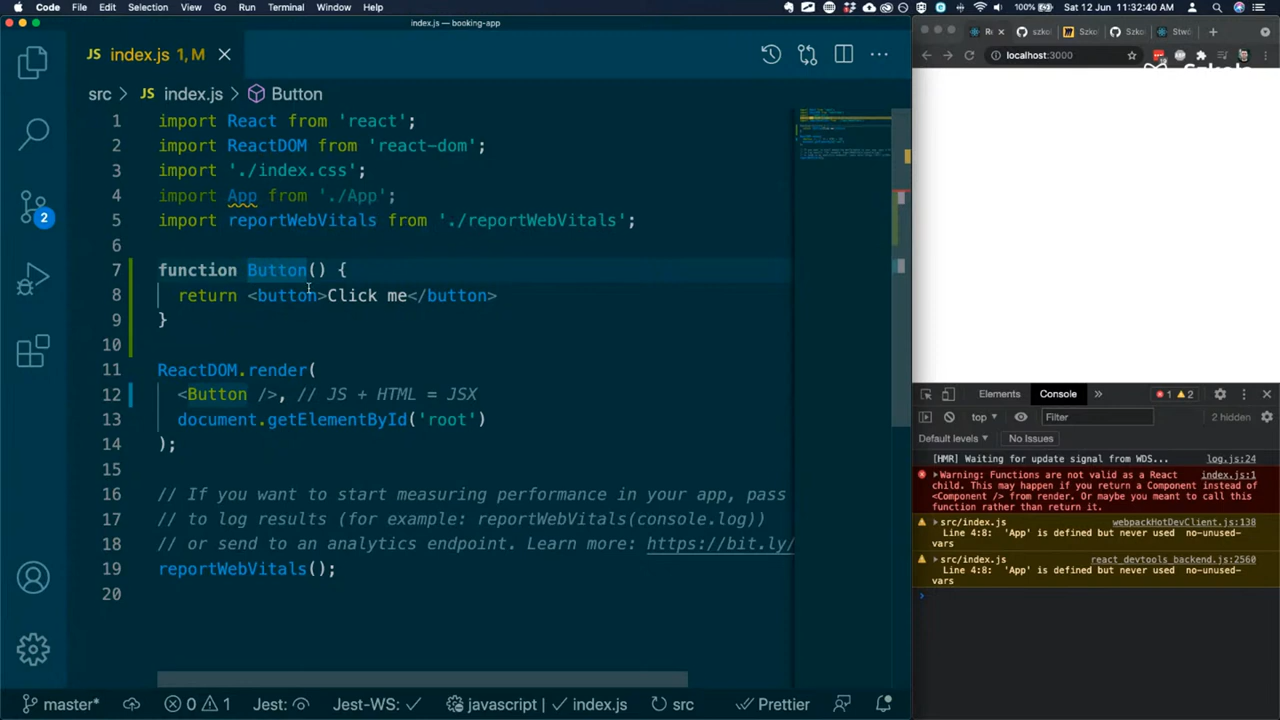 Code File Edit Selection View Go Run Terminal Window Help 100% Sat 12 Jun 11:32:40
index.js — booking-app
JS index.js 1, M
src > JS index.js > Button
1 import React from 'react';
2 import ReactDOM from 'react-dom';
3 import './index.css';
4 import App from './App';
5 import reportWebVitals from './reportWebVitals';
6
7 function Button() {
8 return <button>Click me</button>
9 }
10
11 ReactDOM.render(
12 <Button />, // JS + HTML = JSX
13 document.getElementById('root')
14 );
15
16 // If you want to start measuring performance in your app, pass
17 // to log results (for example: reportWebVitals(console.log))
18 // or send to an analytics endpoint. Learn more: https://bit.ly/
19 reportWebVitals();
20
2
master* 0 1 Jest: Jest-WS: javascript | index.js src Prettier
Re szko Szko Szko Stwó
localhost:3000
Elements Console » 1 2
top Filter 2 hidden
Default levels No Issues
[HMR] Waiting for update signal from WDS... log.js:24
Warning: Functions are not valid as a React index.js:1
child. This may happen if you return a Component instead of
<Component /> from render. Or maybe you meant to call this
function rather than return it.
src/index.js webpackHotDevClient.js:138
Line 4:8: 'App' is defined but never used no-unused-
vars
src/index.js react_devtools_backend.js:2560
Line 4:8: 'App' is defined but never used no-unused-
vars